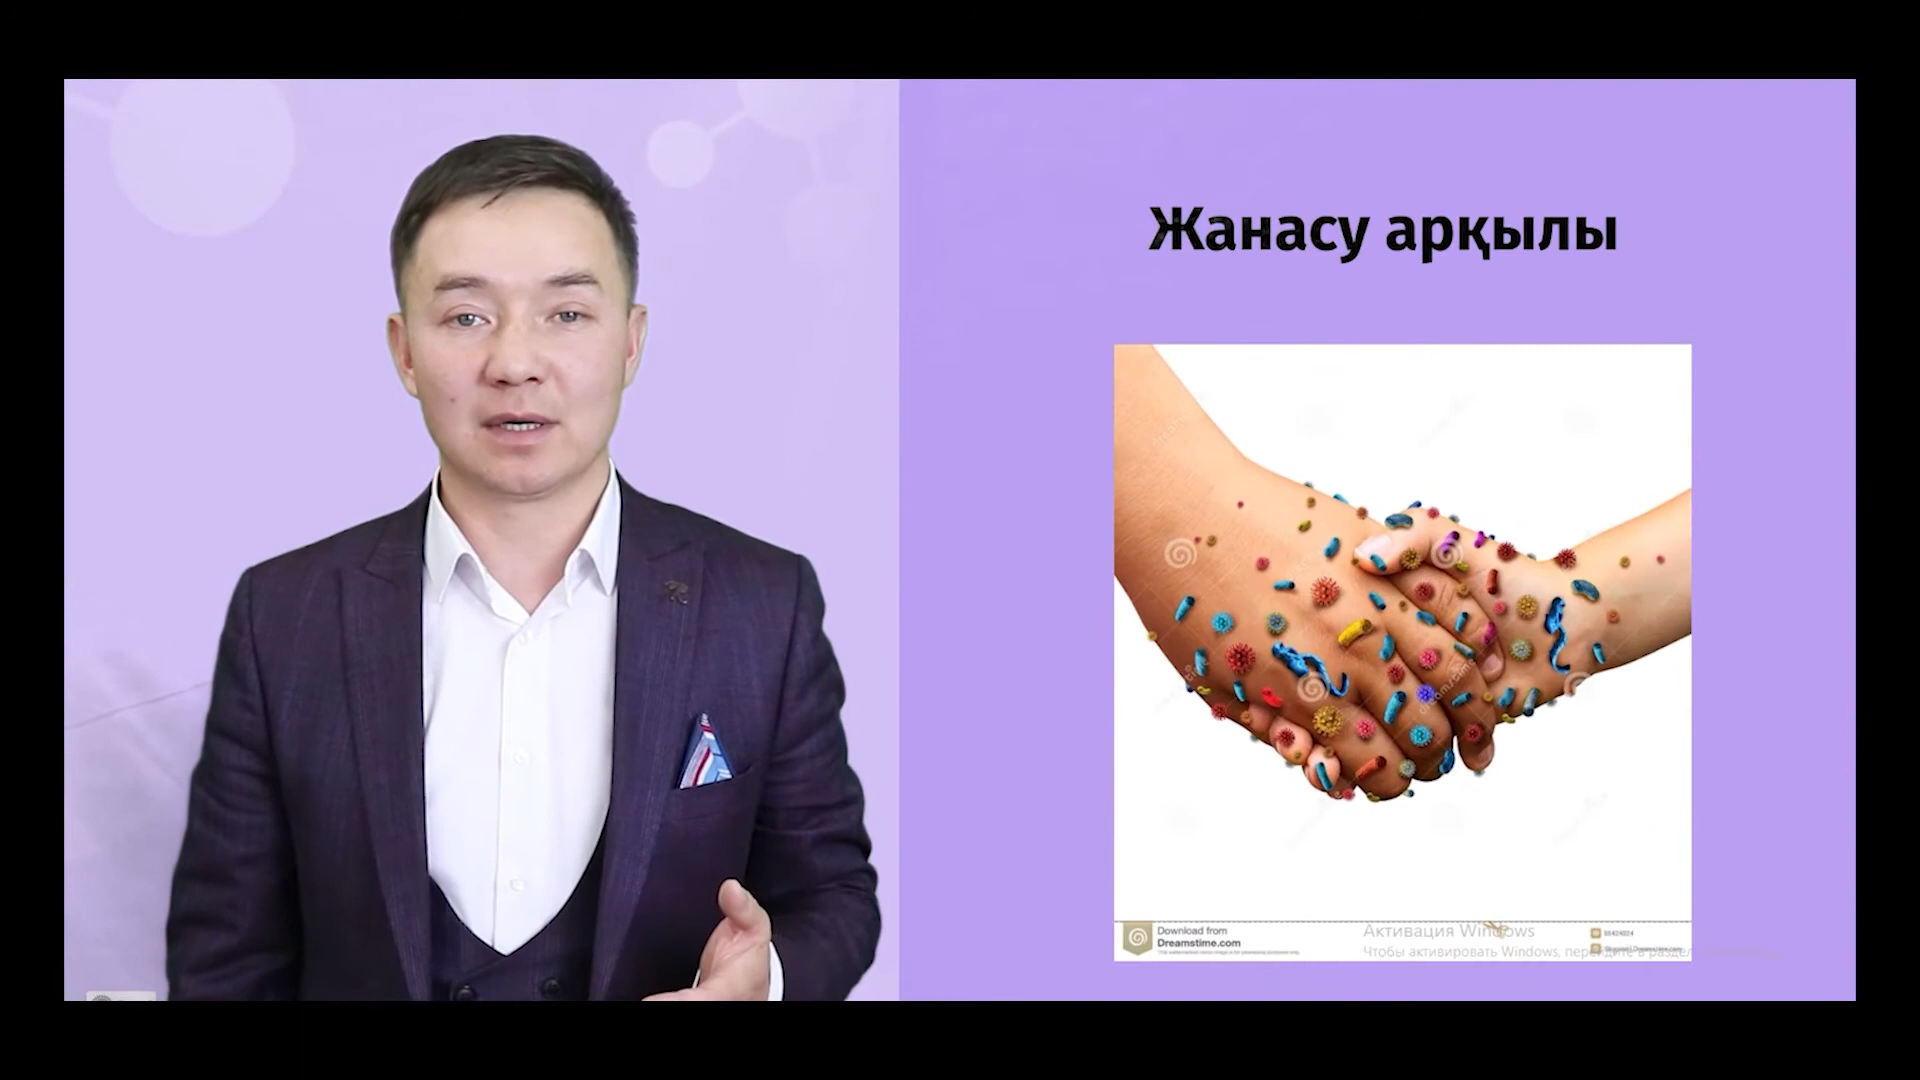 Жанасу арқылы
Download from
Dreamstime.com
Активация Windows
Чтобы активировать Windows, перейдите в раздел